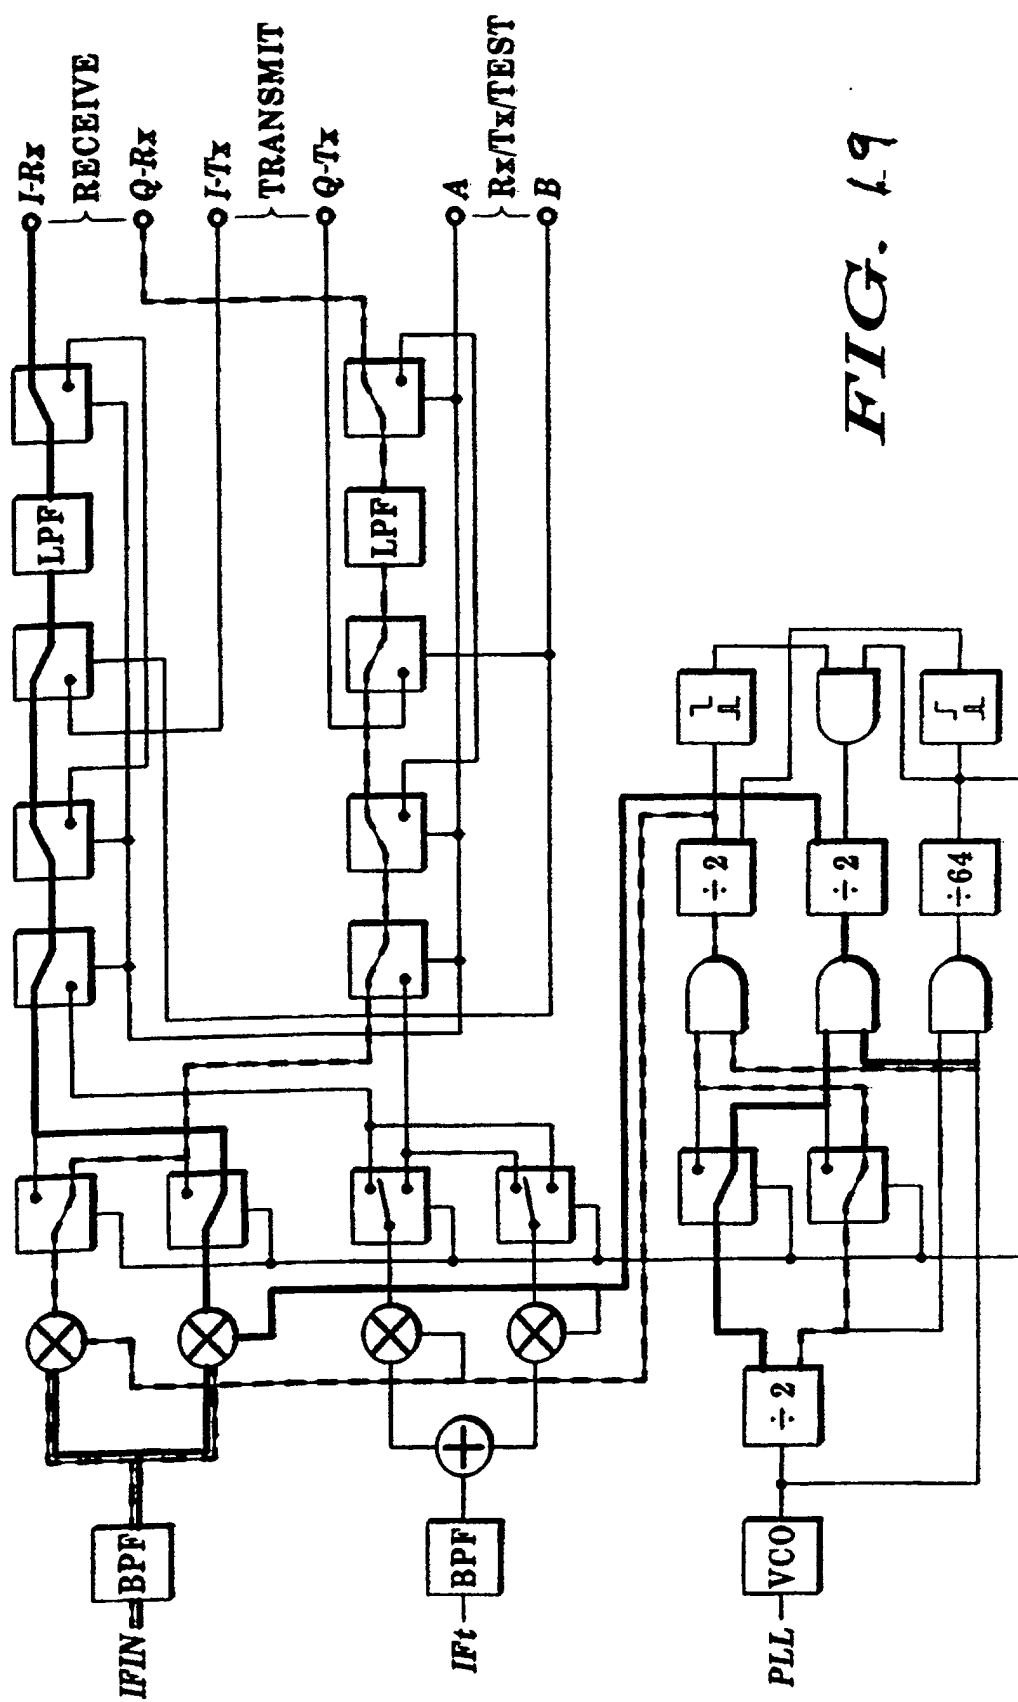 I-Rx
RECEIVE
Q-Rx
I-Tx
TRANSMIT
Q-Tx
A
Rx/Tx/TEST
B
LPF
LPF
IFIN
BPF
IFt
BPF
PLL
VCO
÷2
÷2
÷2
÷64
FIG. 19